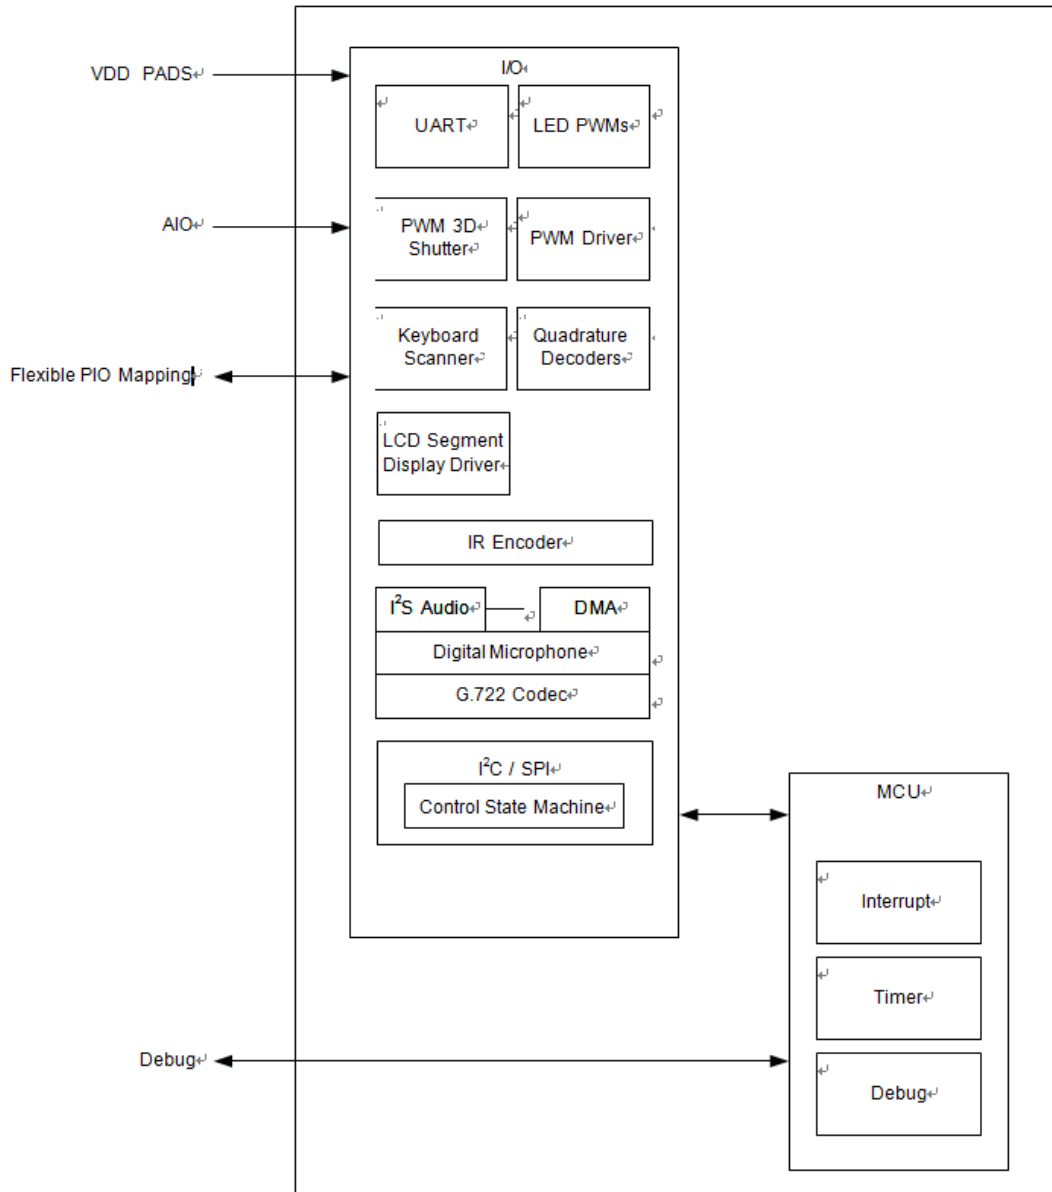 I/O
VDD PADS
UART
LED PWMs
AIO
PWM 3D
Shutter
PWM Driver
Keyboard
Scanner
Quadrature
Decoders
Flexible PIO Mapping
LCD Segment
Display Driver
IR Encoder
I²S Audio
DMA
Digital Microphone
G.722 Codec
I²C / SPI
Control State Machine
MCU
Interrupt
Timer
Debug
Debug